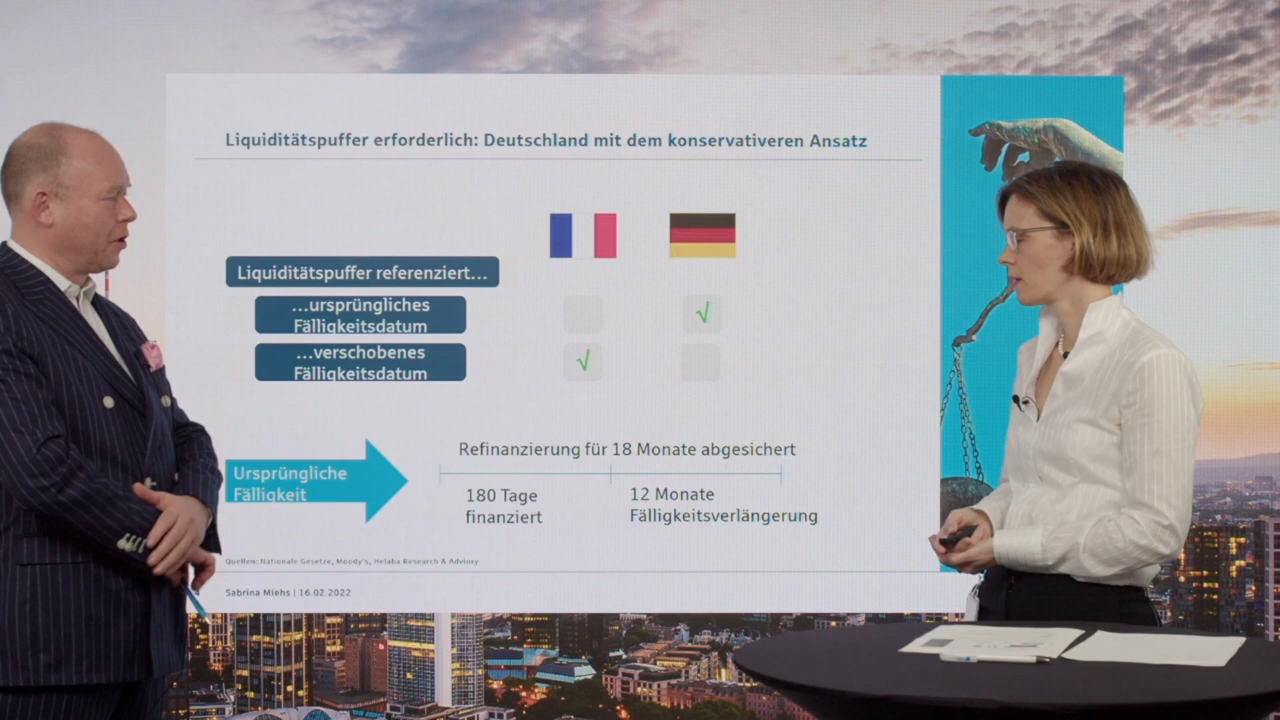 Liquiditätspuffer erforderlich: Deutschland mit dem konservativeren Ansatz
Liquiditätspuffer referenziert...
...ursprüngliches
Fälligkeitsdatum
√
...verschobenes
Fälligkeitsdatum
√
Ursprüngliche
Fälligkeit
Refinanzierung für 18 Monate abgesichert
180 Tage
finanziert
12 Monate
Fälligkeitsverlängerung
Quellen: Nationale Gesetze, Moody's, Helaba Research & Adviory
Sabrina Miehs | 16.02.2022